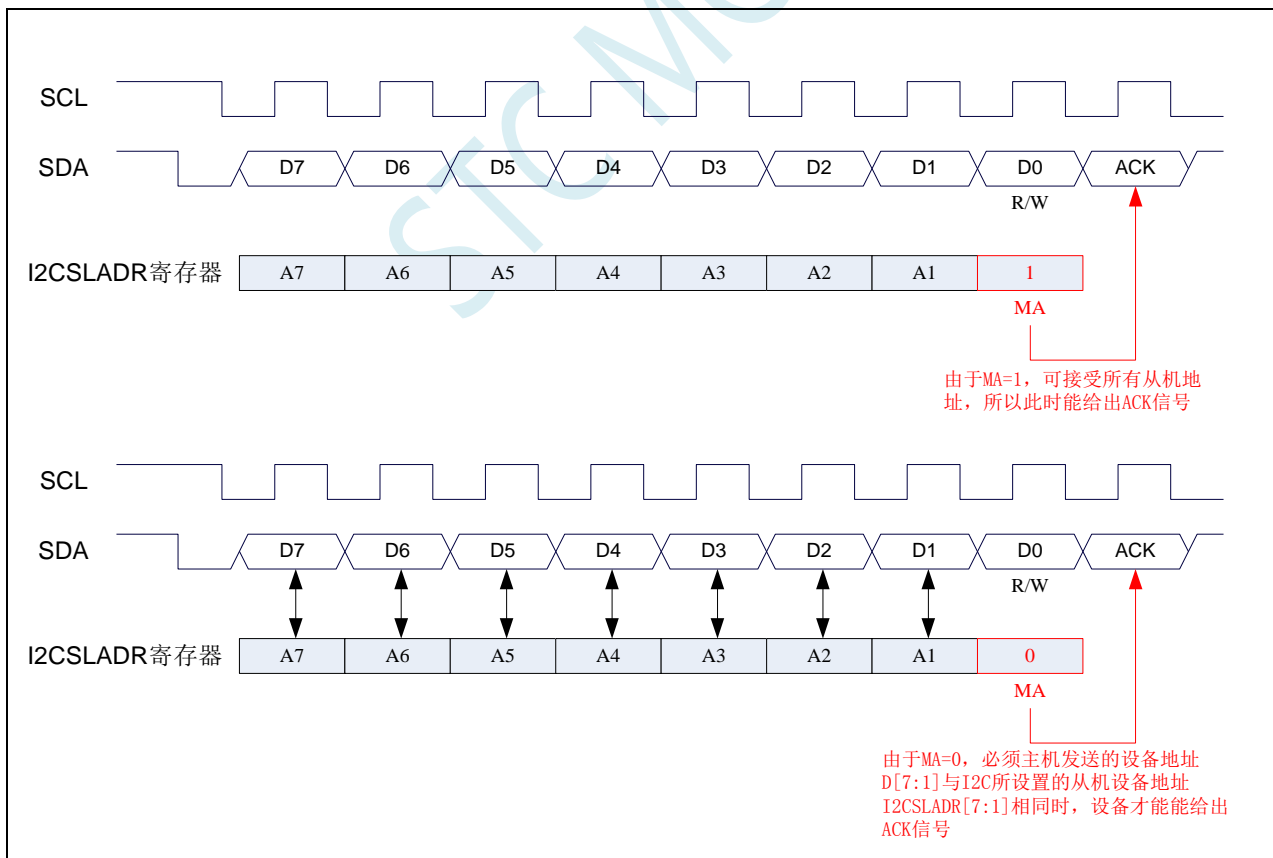 STC MC
SCL
SDA D7 D6 D5 D4 D3 D2 D1 D0 ACK
R/W
I2CSLADR寄存器 A7 A6 A5 A4 A3 A2 A1 1
MA
由于MA=1，可接受所有从机地
址，所以此时能给出ACK信号
SCL
SDA D7 D6 D5 D4 D3 D2 D1 D0 ACK
R/W
I2CSLADR寄存器 A7 A6 A5 A4 A3 A2 A1 0
MA
由于MA=0，必须主机发送的设备地址
D[7:1]与I2C所设置的从机设备地址
I2CSLADR[7:1]相同时，设备才能能给出
ACK信号